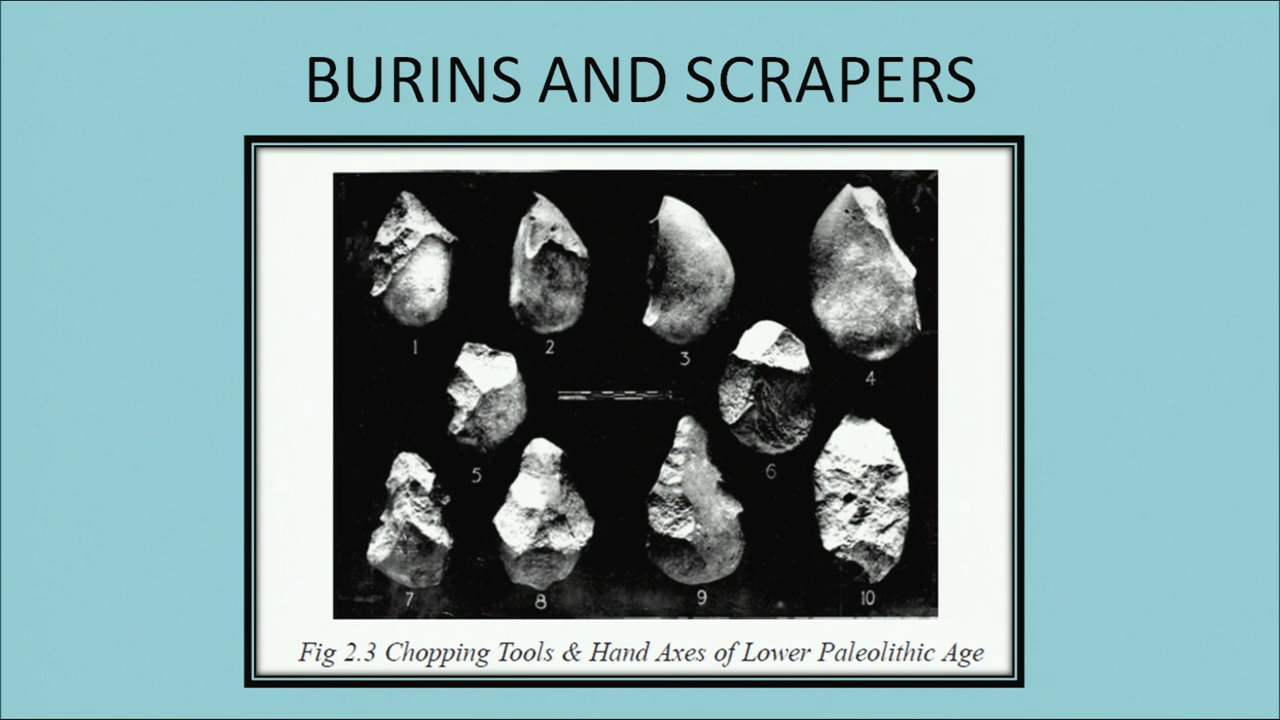 BURINS AND SCRAPERS
1 2 3 4
5 6
7 8 9 10
Fig 2.3 Chopping Tools & Hand Axes of Lower Paleolithic Age